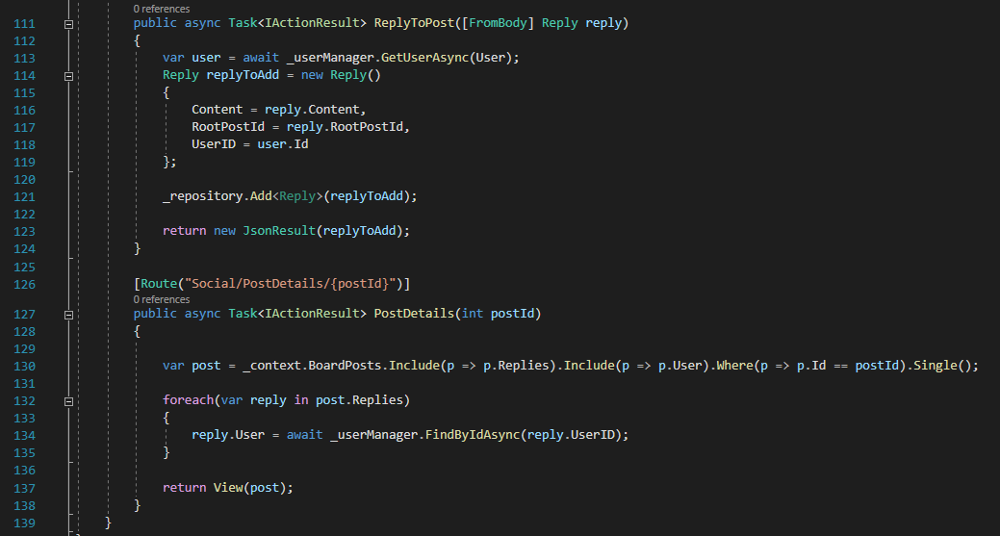 0 references
111 public async Task<IActionResult> ReplyToPost([FromBody] Reply reply)
112 {
113 var user = await _userManager.GetUserAsync(User);
114 Reply replyToAdd = new Reply()
115 {
116 Content = reply.Content,
117 RootPostId = reply.RootPostId,
118 UserID = user.Id
119 };
120
121 _repository.Add<Reply>(replyToAdd);
122
123 return new JsonResult(replyToAdd);
124 }
125
126 [Route("Social/PostDetails/{postId}")]
0 references
127 public async Task<IActionResult> PostDetails(int postId)
128 {
129
130 var post = _context.BoardPosts.Include(p => p.Replies).Include(p => p.User).Where(p => p.Id == postId).Single();
131
132 foreach(var reply in post.Replies)
133 {
134 reply.User = await _userManager.FindByIdAsync(reply.UserID);
135 }
136
137 return View(post);
138 }
139 }